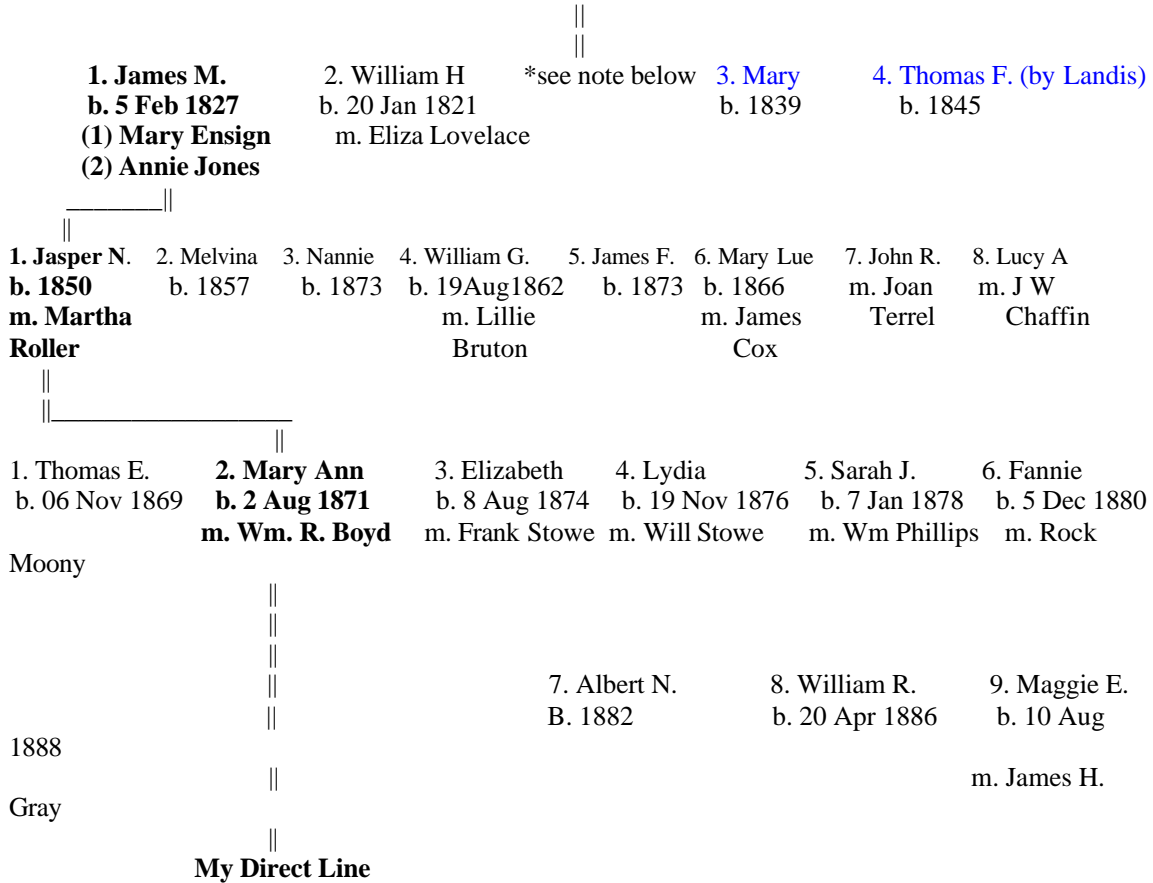 ||
||
1. James M. 2. William H *see note below 3. Mary 4. Thomas F. (by Landis)
b. 5 Feb 1827 b. 20 Jan 1821 b. 1839 b. 1845
(1) Mary Ensign m. Eliza Lovelace
(2) Annie Jones
_______||
||
1. Jasper N. 2. Melvina 3. Nannie 4. William G. 5. James F. 6. Mary Lue 7. John R. 8. Lucy A
b. 1850 b. 1857 b. 1873 b. 19Aug1862 b. 1873 b. 1866 m. Joan m. J W
m. Martha m. Lillie m. James Terrel Chaffin
Roller Bruton Cox
||
||__________________
||
1. Thomas E. 2. Mary Ann 3. Elizabeth 4. Lydia 5. Sarah J. 6. Fannie
b. 06 Nov 1869 b. 2 Aug 1871 b. 8 Aug 1874 b. 19 Nov 1876 b. 7 Jan 1878 b. 5 Dec 1880
m. Wm. R. Boyd m. Frank Stowe m. Will Stowe m. Wm Phillips m. Rock
Moony
||
||
||
|| 7. Albert N. 8. William R. 9. Maggie E.
|| B. 1882 b. 20 Apr 1886 b. 10 Aug
1888
|| m. James H.
Gray
||
My Direct Line